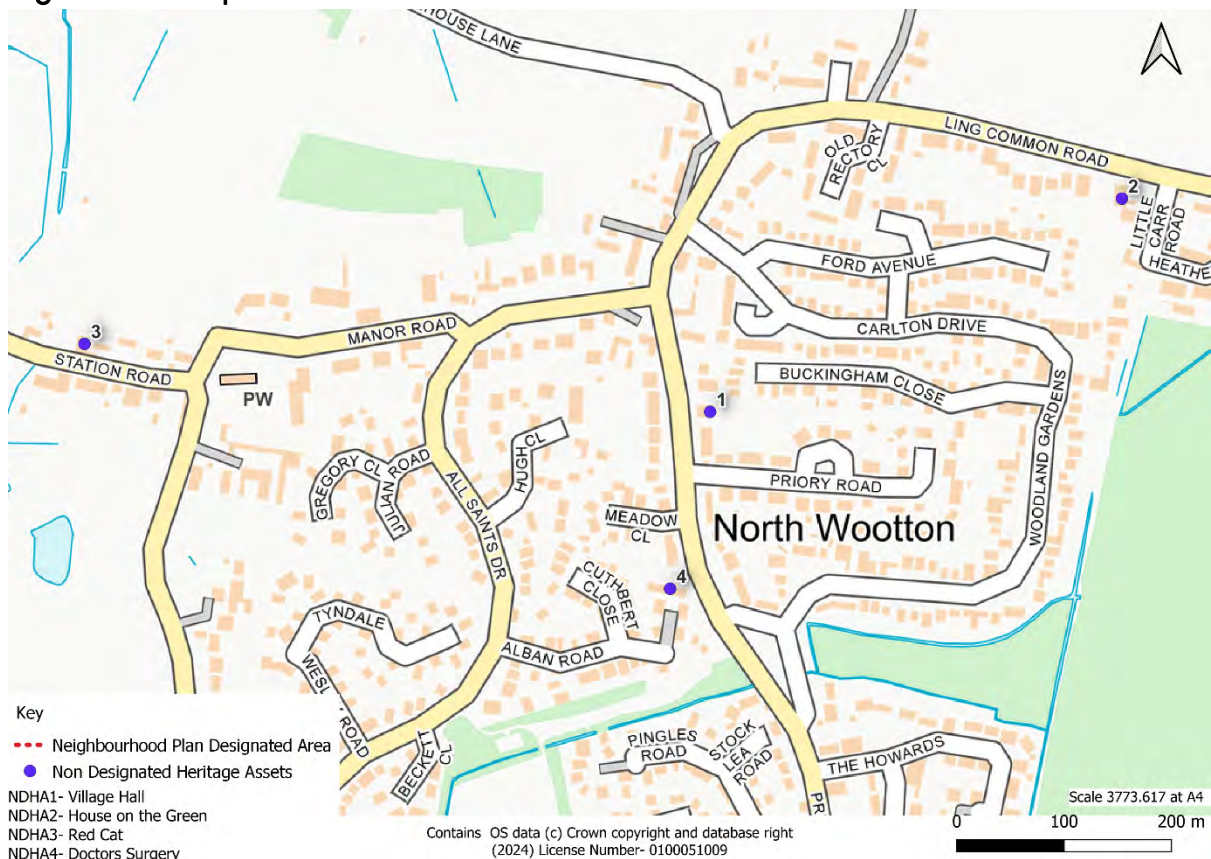 HOUSE LANE
LING COMMON ROAD
OLD
RECTORY
CL
2
LITTLE
CARR
ROAD
FORD AVENUE
3
MANOR ROAD
CARLTON DRIVE
STATION ROAD
PW
BUCKINGHAM CLOSE
1
WOODLAND GARDENS
GREGORY CL
JULIAN ROAD
HUGH CL
ALL SAINTS DR
PRIORY ROAD
MEADOW
CL
North Wootton
4
CUTHBERT
CLOSE
TYNDALE
ALBAN ROAD
ROAD
BECKETT
CL
PINGLES
ROAD
STOCK
LEA
ROAD
THE HOWARDS
Key
Neighbourhood Plan Designated Area
Non Designated Heritage Assets
NDHA1- Village Hall
NDHA2- House on the Green
NDHA3- Red Cat
NDHA4- Doctors Surgery
Contains OS data (c) Crown copyright and database right
(2024) License Number- 0100051009
Scale 3773.617 at A4
0 100 200 m